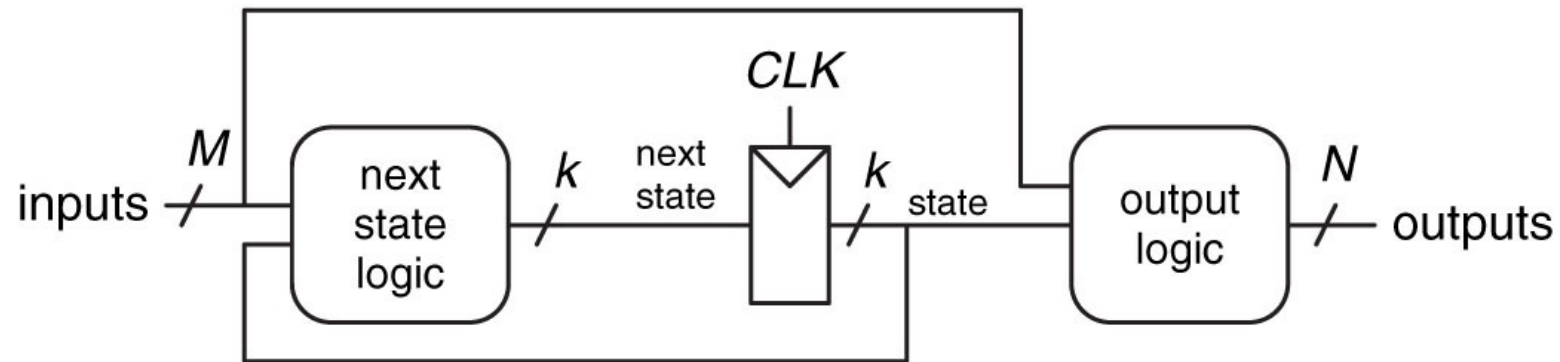 CLK
M
inputs
next
state
logic
k
next
state
k
state
output
logic
N
outputs